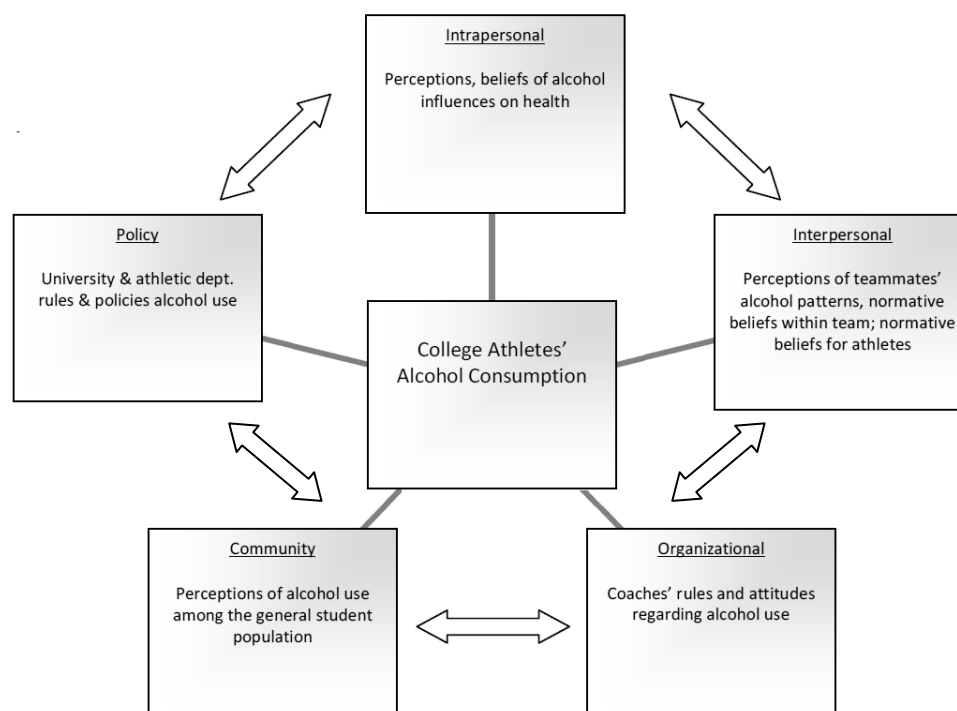 Intrapersonal
Perceptions, beliefs of alcohol
influences on health
Policy
University & athletic dept.
rules & policies alcohol use
Interpersonal
Perceptions of teammates’
alcohol patterns, normative
beliefs within team; normative
beliefs for athletes
College Athletes’
Alcohol Consumption
Community
Perceptions of alcohol use
among the general student
population
Organizational
Coaches’ rules and attitudes
regarding alcohol use